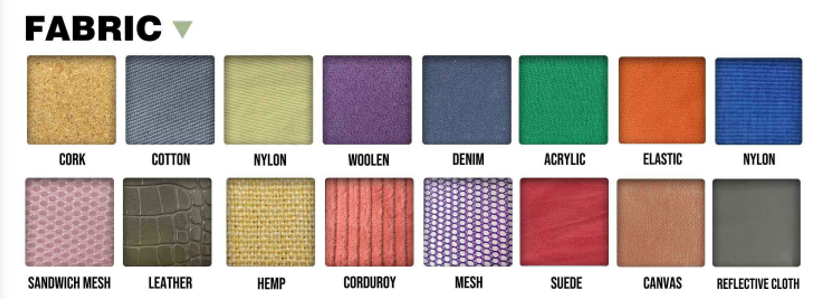 FABRIC
CORK COTTON NYLON WOOLEN DENIM ACRYLIC ELASTIC NYLON
SANDWICH MESH LEATHER HEMP CORDUROY MESH SUEDE CANVAS REFLECTIVE CLOTH